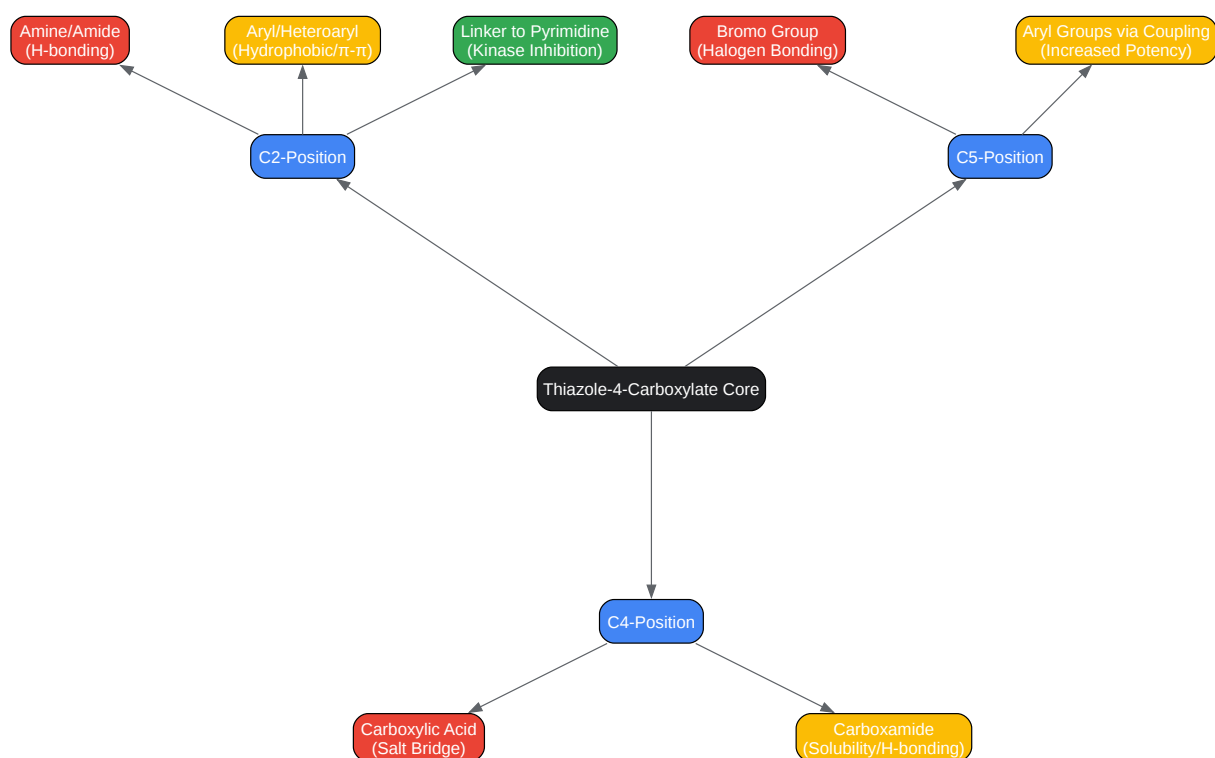 Amine/Amide
(H-bonding)
Aryl/Heteroaryl
(Hydrophobic/π-π)
Linker to Pyrimidine
(Kinase Inhibition)
Bromo Group
(Halogen Bonding)
Aryl Groups via Coupling
(Increased Potency)
C2-Position
C5-Position
Thiazole-4-Carboxylate Core
C4-Position
Carboxylic Acid
(Salt Bridge)
Carboxamide
(Solubility/H-bonding)